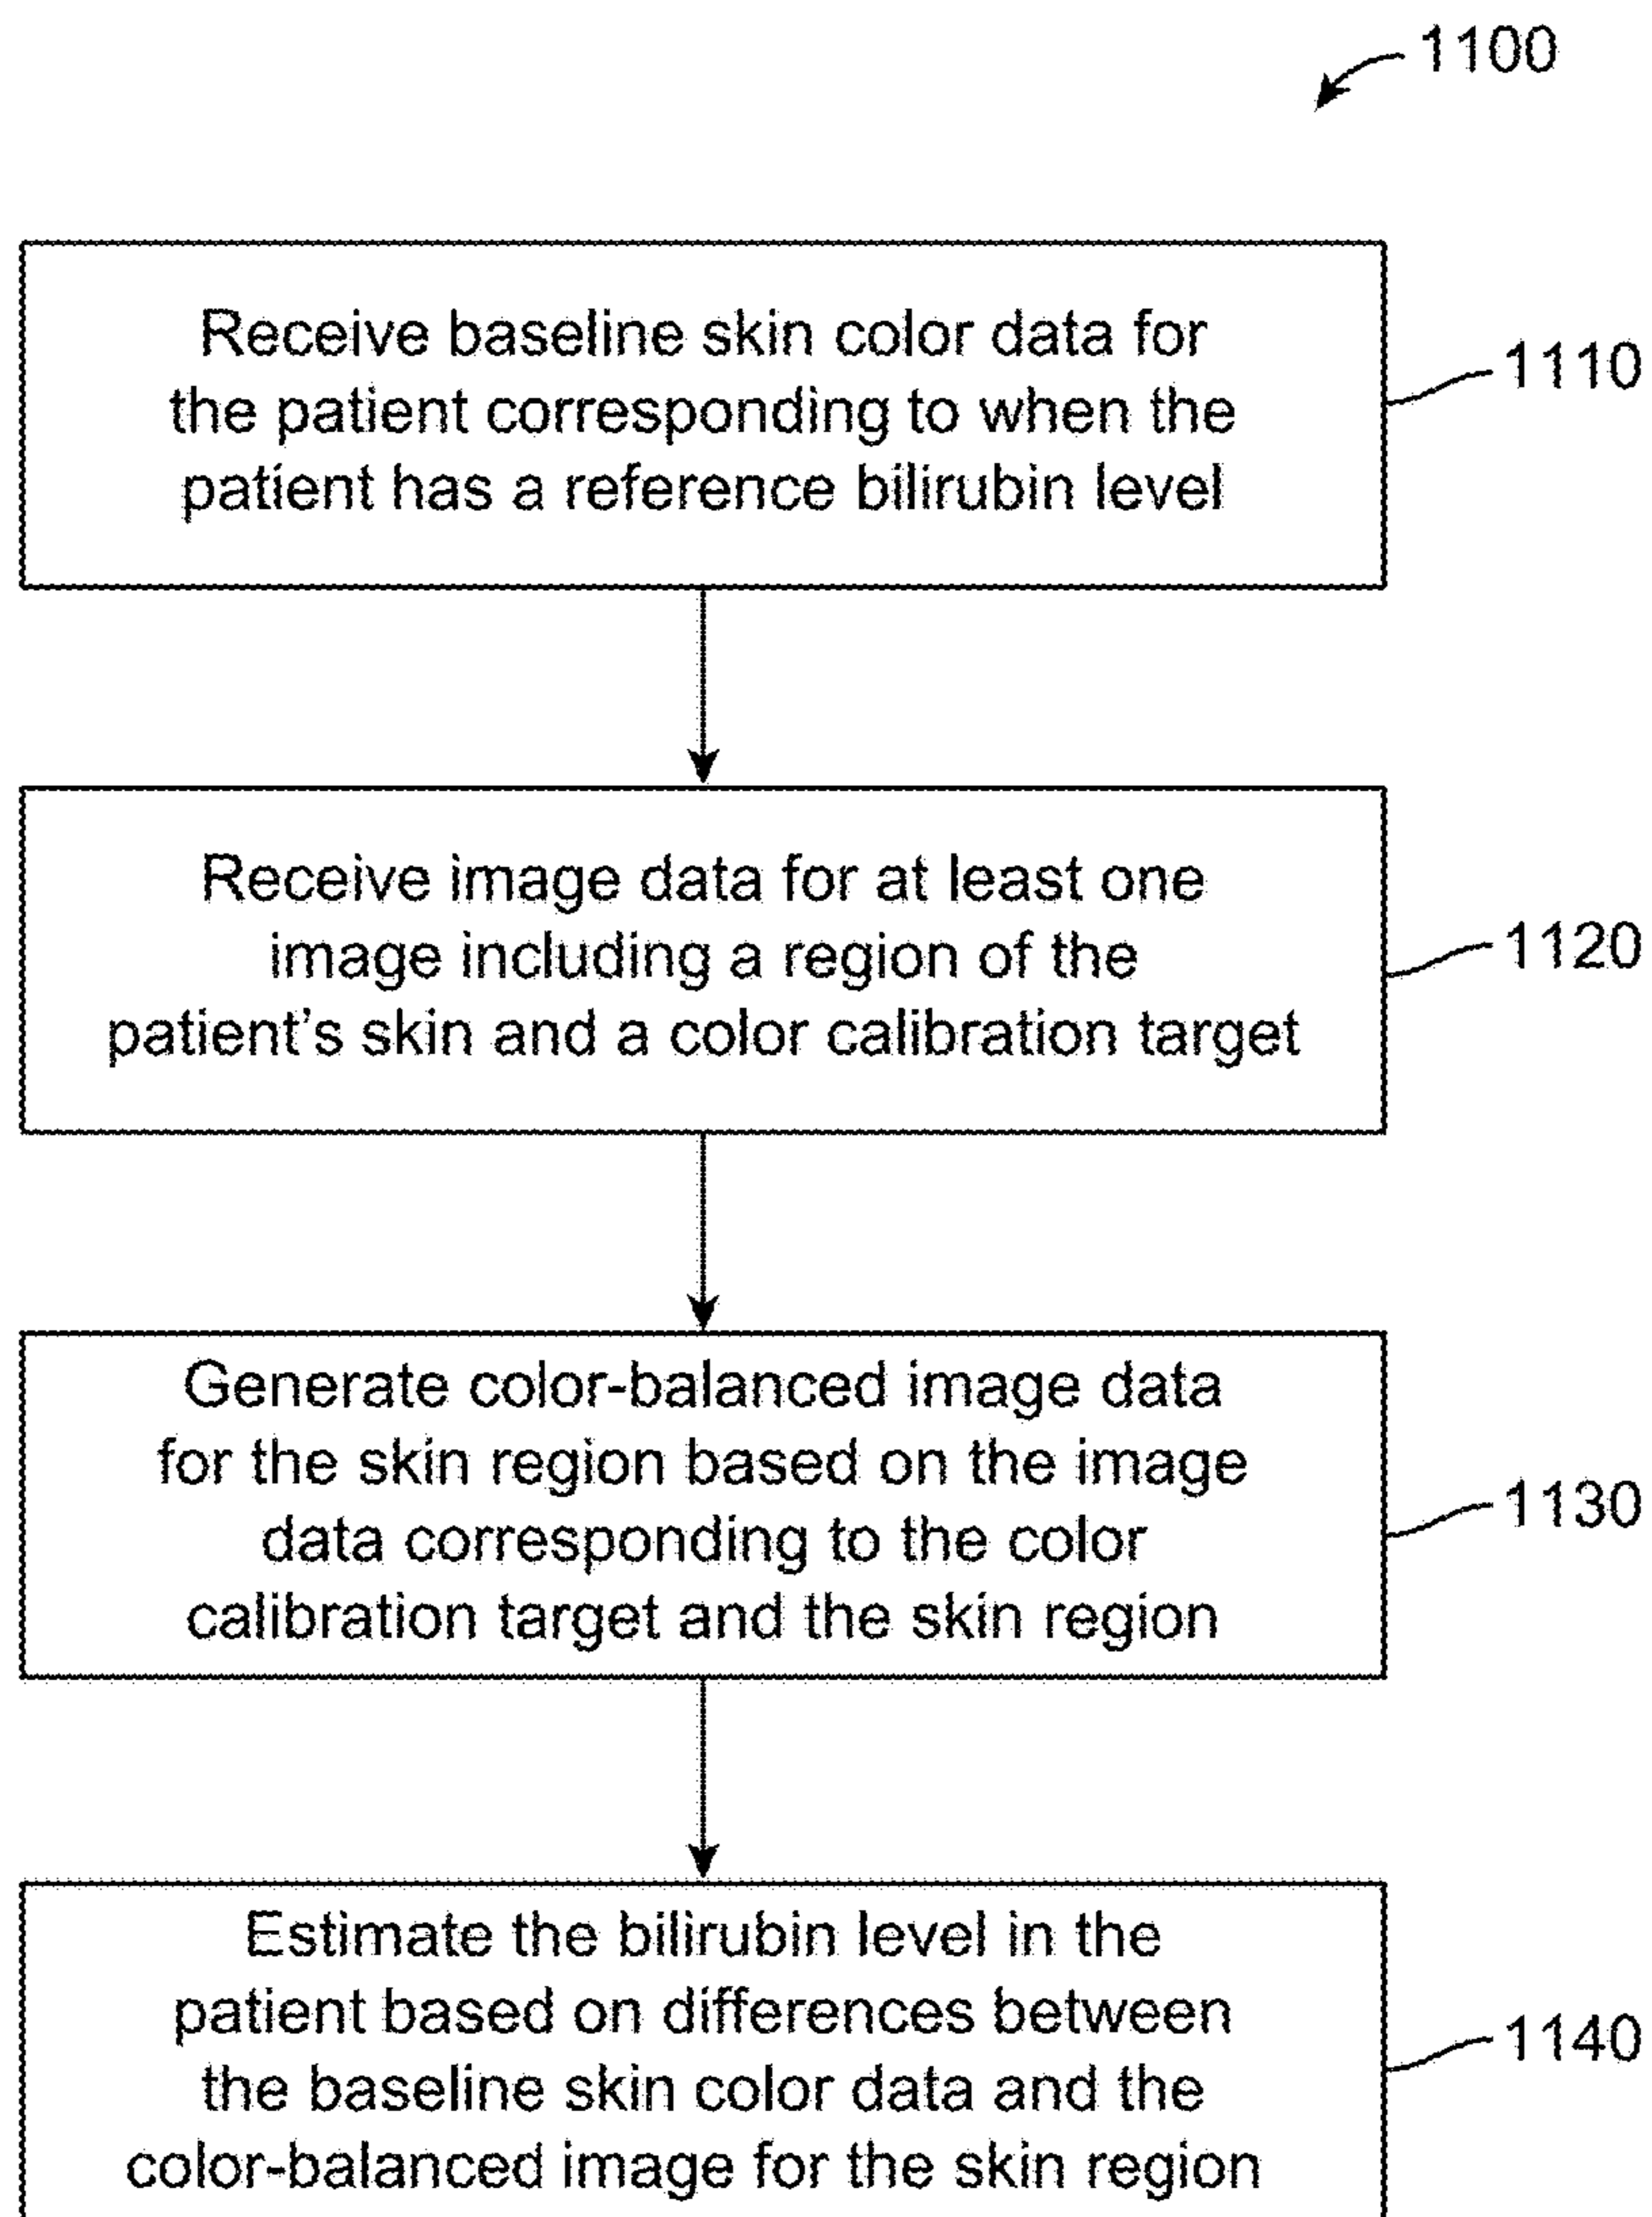 1100
Receive baseline skin color data for
the patient corresponding to when the
patient has a reference bilirubin level
1110
Receive image data for at least one
image including a region of the
patient's skin and a color calibration target
1120
Generate color-balanced image data
for the skin region based on the image
data corresponding to the color
calibration target and the skin region
1130
Estimate the bilirubin level in the
patient based on differences between
the baseline skin color data and the
color-balanced image for the skin region
1140